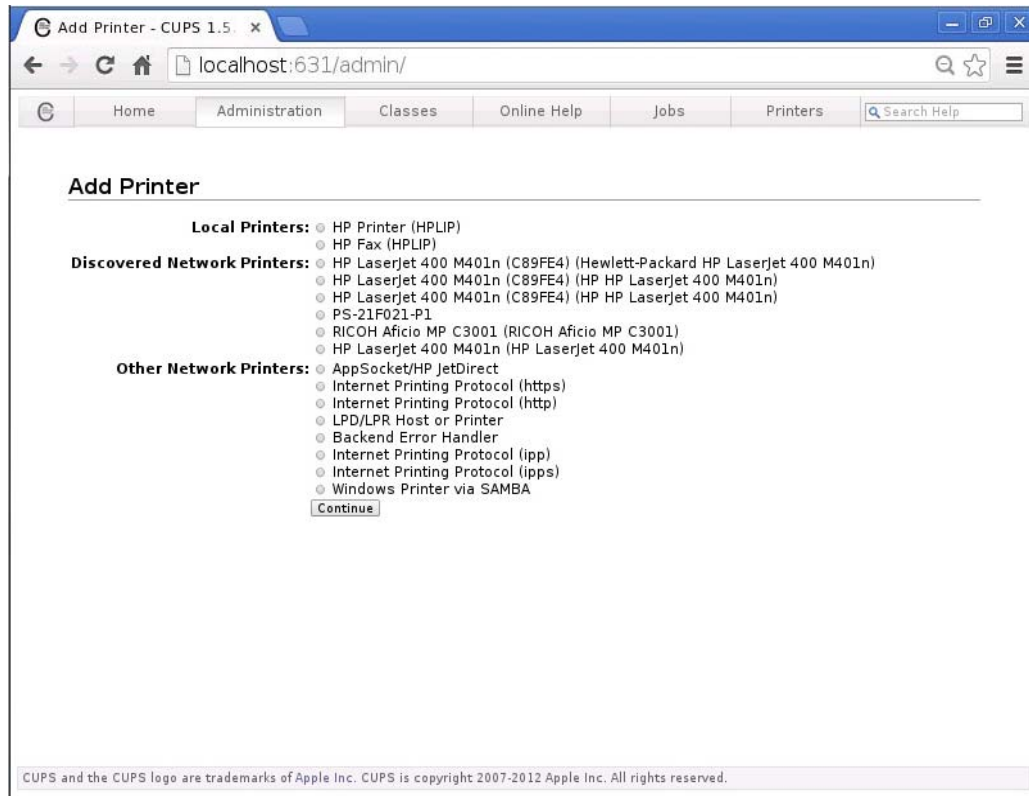 Add Printer - CUPS 1.5.
localhost:631/admin/
Home Administration Classes Online Help Jobs Printers Search Help
Add Printer
Local Printers: HP Printer (HPLIP)
HP Fax (HPLIP)
Discovered Network Printers: HP LaserJet 400 M401n (C89FE4) (Hewlett-Packard HP LaserJet 400 M401n)
HP LaserJet 400 M401n (C89FE4) (HP HP LaserJet 400 M401n)
HP LaserJet 400 M401n (C89FE4) (HP HP LaserJet 400 M401n)
PS-21F021-P1
RICOH Aficio MP C3001 (RICOH Aficio MP C3001)
HP LaserJet 400 M401n (HP LaserJet 400 M401n)
Other Network Printers: AppSocket/HP JetDirect
Internet Printing Protocol (https)
Internet Printing Protocol (http)
LPD/LPR Host or Printer
Backend Error Handler
Internet Printing Protocol (ipp)
Internet Printing Protocol (ipps)
Windows Printer via SAMBA
Continue
CUPS and the CUPS logo are trademarks of Apple Inc. CUPS is copyright 2007-2012 Apple Inc. All rights reserved.